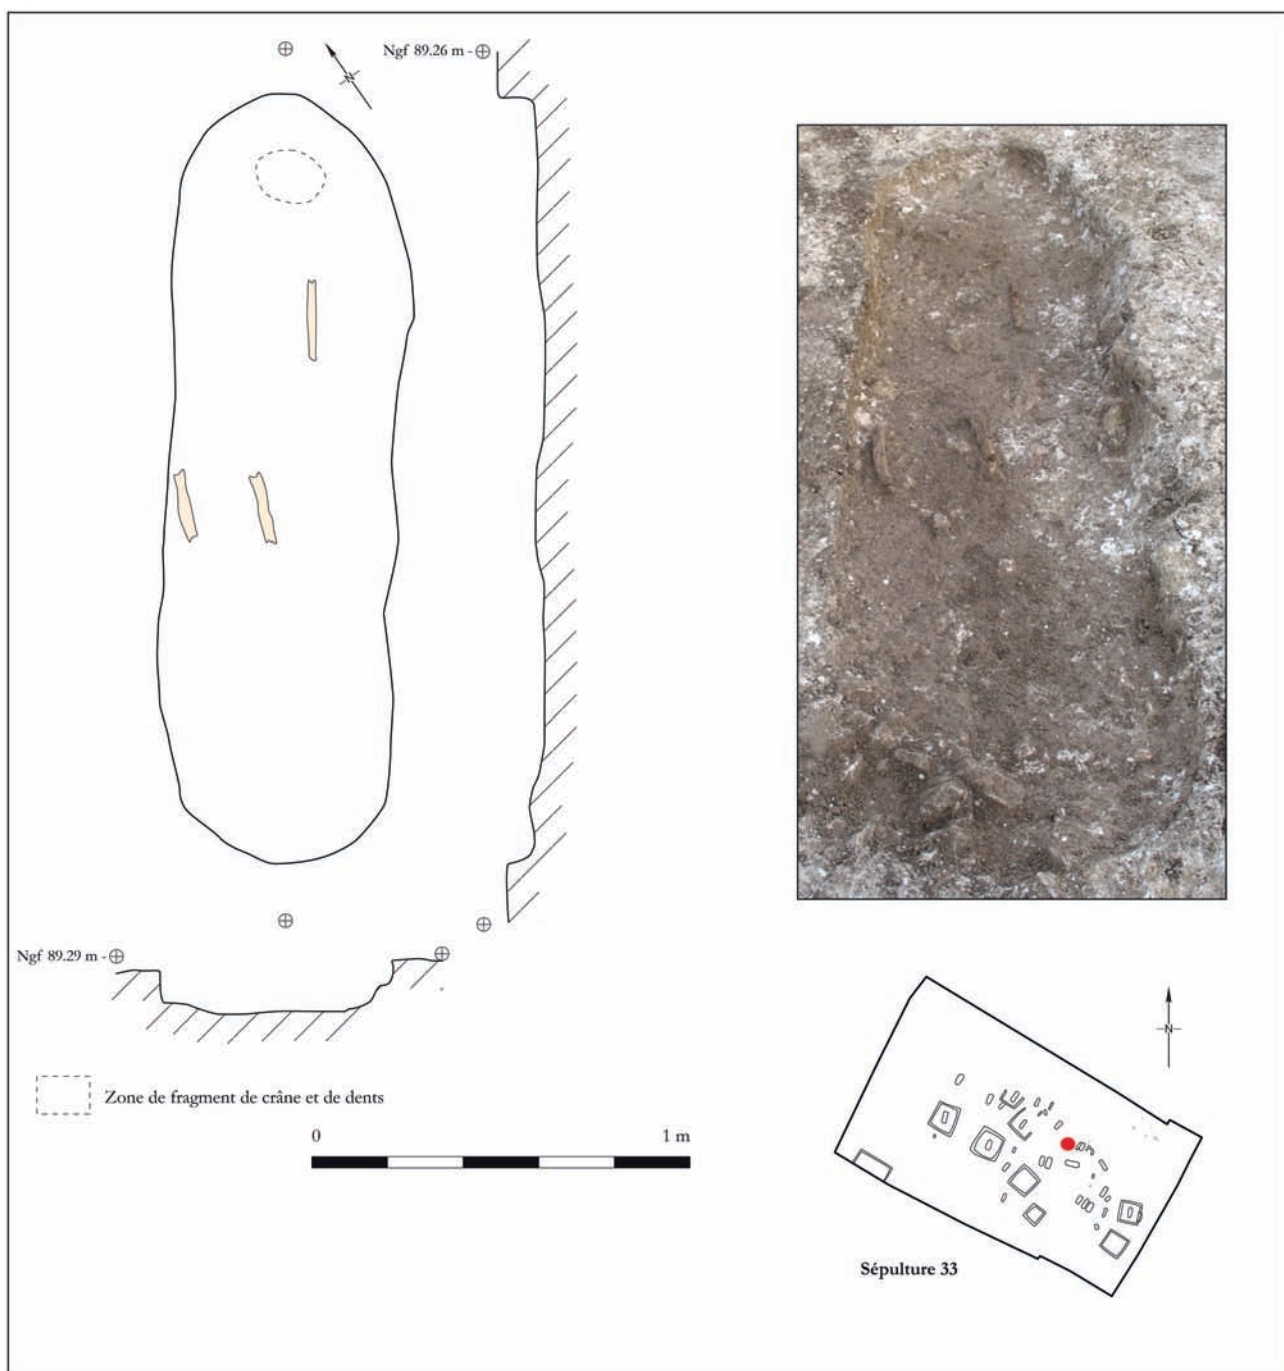 N
Ngf 89.26 m -
Ngf 89.29 m -
Zone de fragment de crâne et de dents
0 1 m
N
Sépulture 33